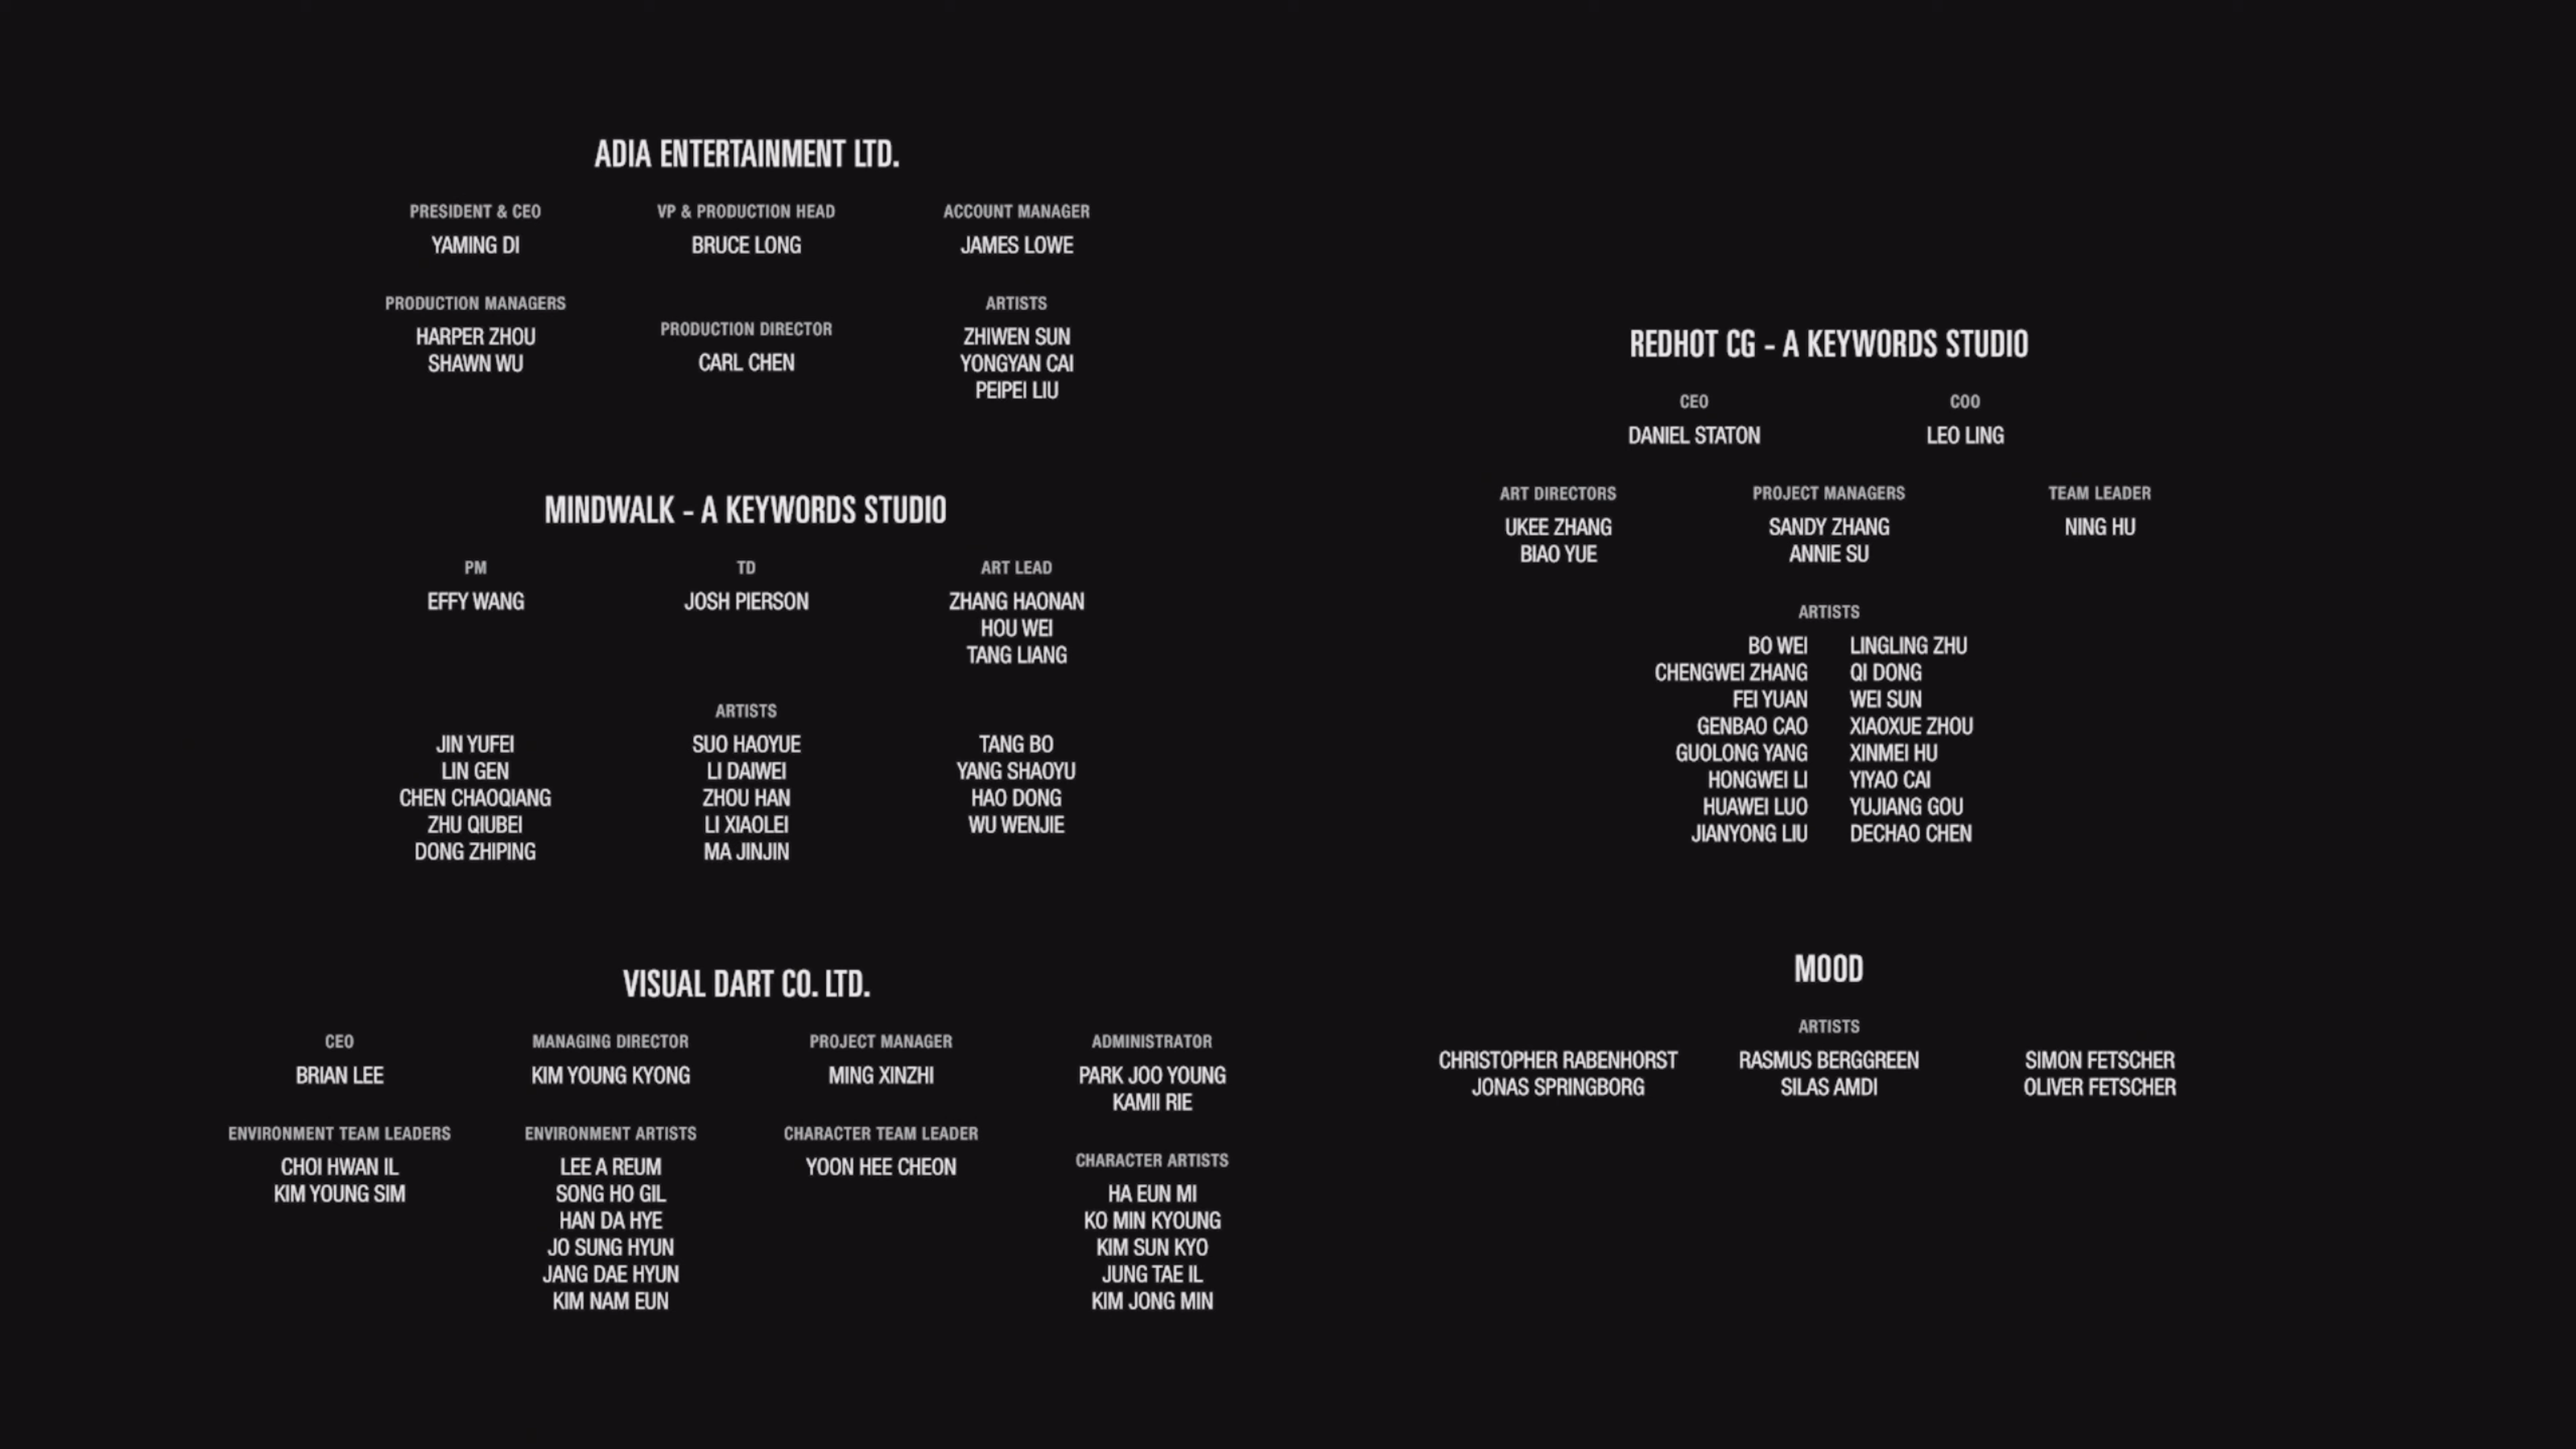 ADIA ENTERTAINMENT LTD.
PRESIDENT & CEO
YAMING DI
VP & PRODUCTION HEAD
BRUCE LONG
ACCOUNT MANAGER
JAMES LOWE
PRODUCTION MANAGERS
HARPER ZHOU
SHAWN WU
PRODUCTION DIRECTOR
CARL CHEN
ARTISTS
ZHIWEN SUN
YONGYAN CAI
PEIPEI LIU
MINDWALK - A KEYWORDS STUDIO
PM
EFFY WANG
TD
JOSH PIERSON
ART LEAD
ZHANG HAONAN
HOU WEI
TANG LIANG
ARTISTS
JIN YUFEI
LIN GEN
CHEN CHAOQIANG
ZHU QIUBEI
DONG ZHIPING
SUO HAOYUE
LI DAIWEI
ZHOU HAN
LI XIAOLEI
MA JINJIN
TANG BO
YANG SHAOYU
HAO DONG
WU WENJIE
VISUAL DART CO. LTD.
CEO
BRIAN LEE
MANAGING DIRECTOR
KIM YOUNG KYONG
PROJECT MANAGER
MING XINZHI
ADMINISTRATOR
PARK JOO YOUNG
KAMII RIE
ENVIRONMENT TEAM LEADERS
CHOI HWAN IL
KIM YOUNG SIM
ENVIRONMENT ARTISTS
LEE A REUM
SONG HO GIL
HAN DA HYE
JO SUNG HYUN
JANG DAE HYUN
KIM NAM EUN
CHARACTER TEAM LEADER
YOON HEE CHEON
CHARACTER ARTISTS
HA EUN MI
KO MIN KYOUNG
KIM SUN KYO
JUNG TAE IL
KIM JONG MIN
REDHOT CG - A KEYWORDS STUDIO
CEO
DANIEL STATON
COO
LEO LING
ART DIRECTORS
UKEE ZHANG
BIAO YUE
PROJECT MANAGERS
SANDY ZHANG
ANNIE SU
TEAM LEADER
NING HU
ARTISTS
BO WEI
CHENGWEI ZHANG
FEI YUAN
GENBAO CAO
GUOLONG YANG
HONGWEI LI
HUAWEI LUO
JIANYONG LIU
LINGLING ZHU
QI DONG
WEI SUN
XIAOXUE ZHOU
XINMEI HU
YIYAO CAI
YUJIANG GOU
DECHAO CHEN
MOOD
ARTISTS
CHRISTOPHER RABENHORST
JONAS SPRINGBORG
RASMUS BERGGREEN
SILAS AMDI
SIMON FETSCHER
OLIVER FETSCHER